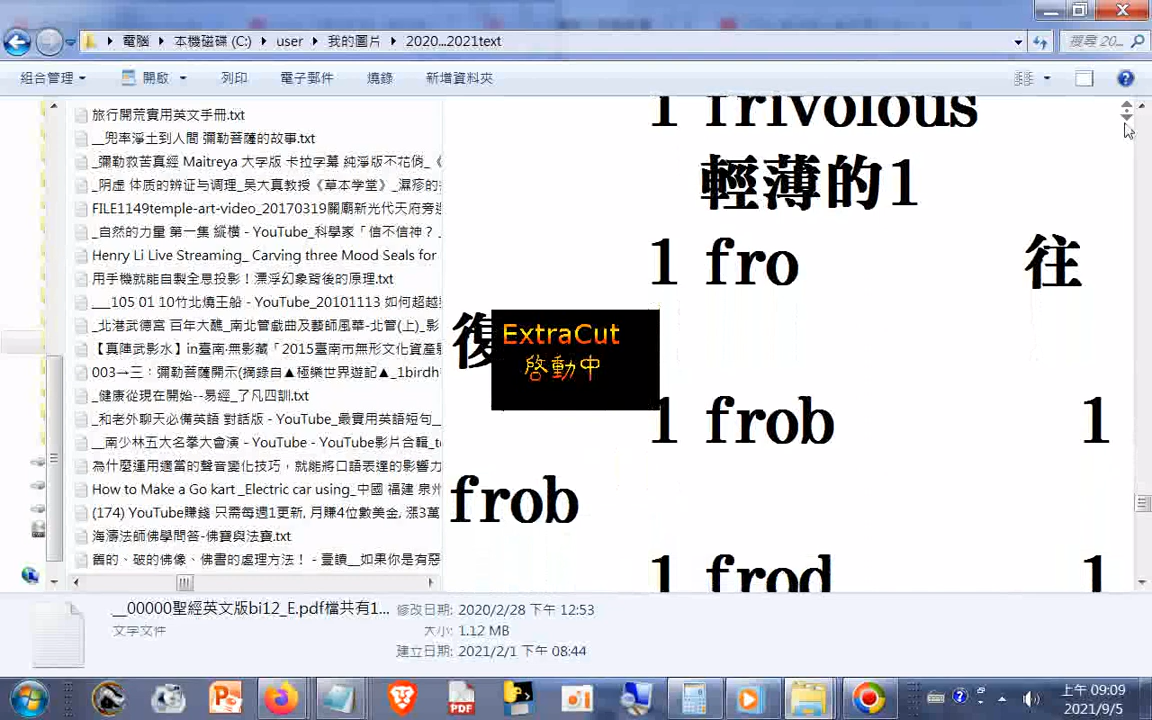 電腦 本機磁碟 (C:) user 我的圖片 2020...2021text
搜尋 20...
組合管理 開啟 列印 電子郵件 燒錄 新增資料夾
旅行開荒實用英文手冊.txt
__兜率淨土到人間 彌勒菩薩的故事.txt
_彌勒救苦真經 Maitreya 大字版 卡拉字幕 純淨版不花俏_《
_阴虚 体质的辨证与调理_吴大真教授《草本学堂》_濕疹的
FILE1149temple-art-video_20170319關廟新光代天府旁邊
_自然的力量 第一集 縱橫 - YouTube_科學家「信不信神？
Henry Li Live Streaming_ Carving three Mood Seals for
用手機就能自製全息投影！漂浮幻象背後的原理.txt
___105 01 10竹北燒王船 - YouTube_20101113 如何超越
_北港武德宮 百年大醮_南北管戲曲及藝師風華-北管(上)_影
【真陣武影水】in臺南·無影藏「2015臺南市無形文化資產
003→三：彌勒菩薩開示(摘錄自▲極樂世界遊記▲_1birdh
_健康從現在開始--易經_了凡四訓.txt
_和老外聊天必備英語 對話版 - YouTube_最實用英語短句__
__南少林五大名拳大會演 - YouTube - YouTube影片合輯_t
為什麼運用適當的聲音變化技巧，就能將口語表達的影響力
How to Make a Go kart _Electric car using_中國 福建 泉州
(174) YouTube賺錢 只需每週1更新, 月賺4位數美金, 漲3萬
海濤法師佛學問答-佛寶與法寶.txt
舊的、破的佛像、佛書的處理方法！ - 壹讀__如果你是有惡
1 frivolous
輕薄的1
1 fro 往
復
ExtraCut
啓動中
1 frob 1
frob
1 frod 1
__00000聖經英文版bi12_E.pdf檔共有1...
文字文件
修改日期: 2020/2/28 下午 12:53
大小: 1.12 MB
建立日期: 2021/2/1 下午 08:44
PDF
上午 09:09
2021/9/5